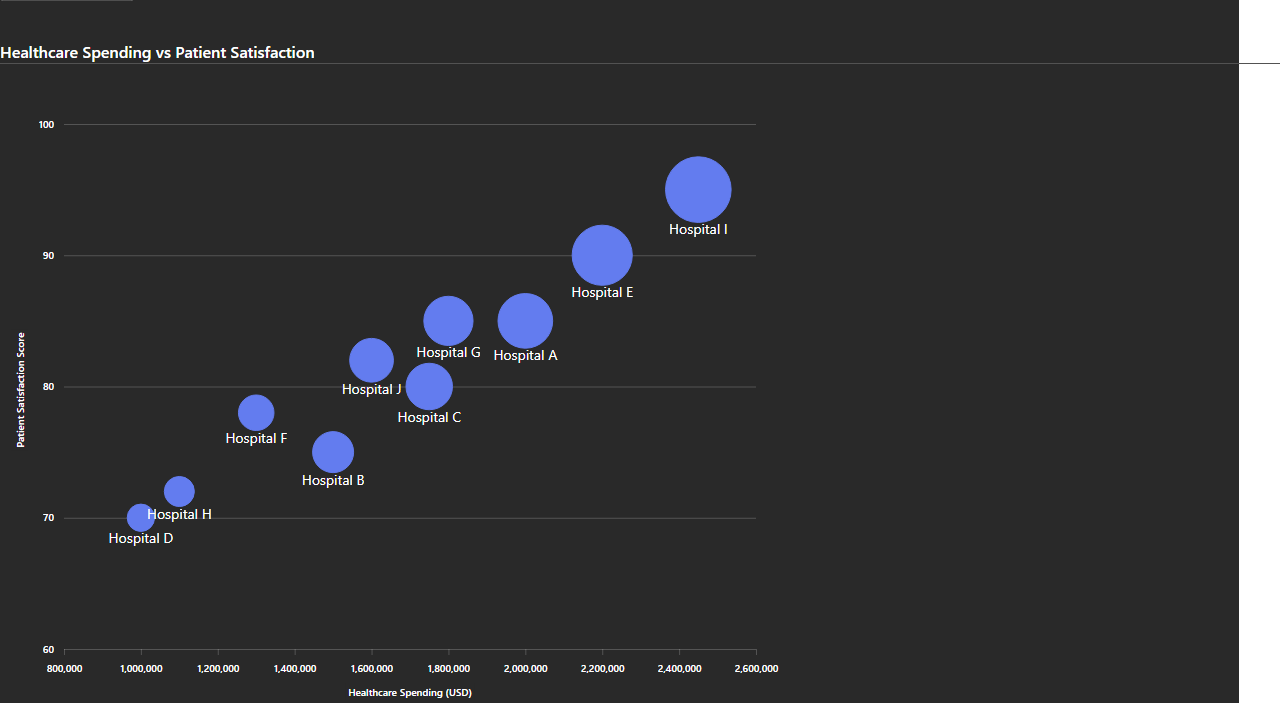 Healthcare Spending vs Patient Satisfaction
100
Hospital I
90
Hospital E
Hospital G
Hospital A
80
Hospital J
Hospital C
Hospital F
Hospital B
70
Hospital H
Hospital D
60
Patient Satisfaction Score
800,000 1,000,000 1,200,000 1,400,000 1,600,000 1,800,000 2,000,000 2,200,000 2,400,000 2,600,000
Healthcare Spending (USD)